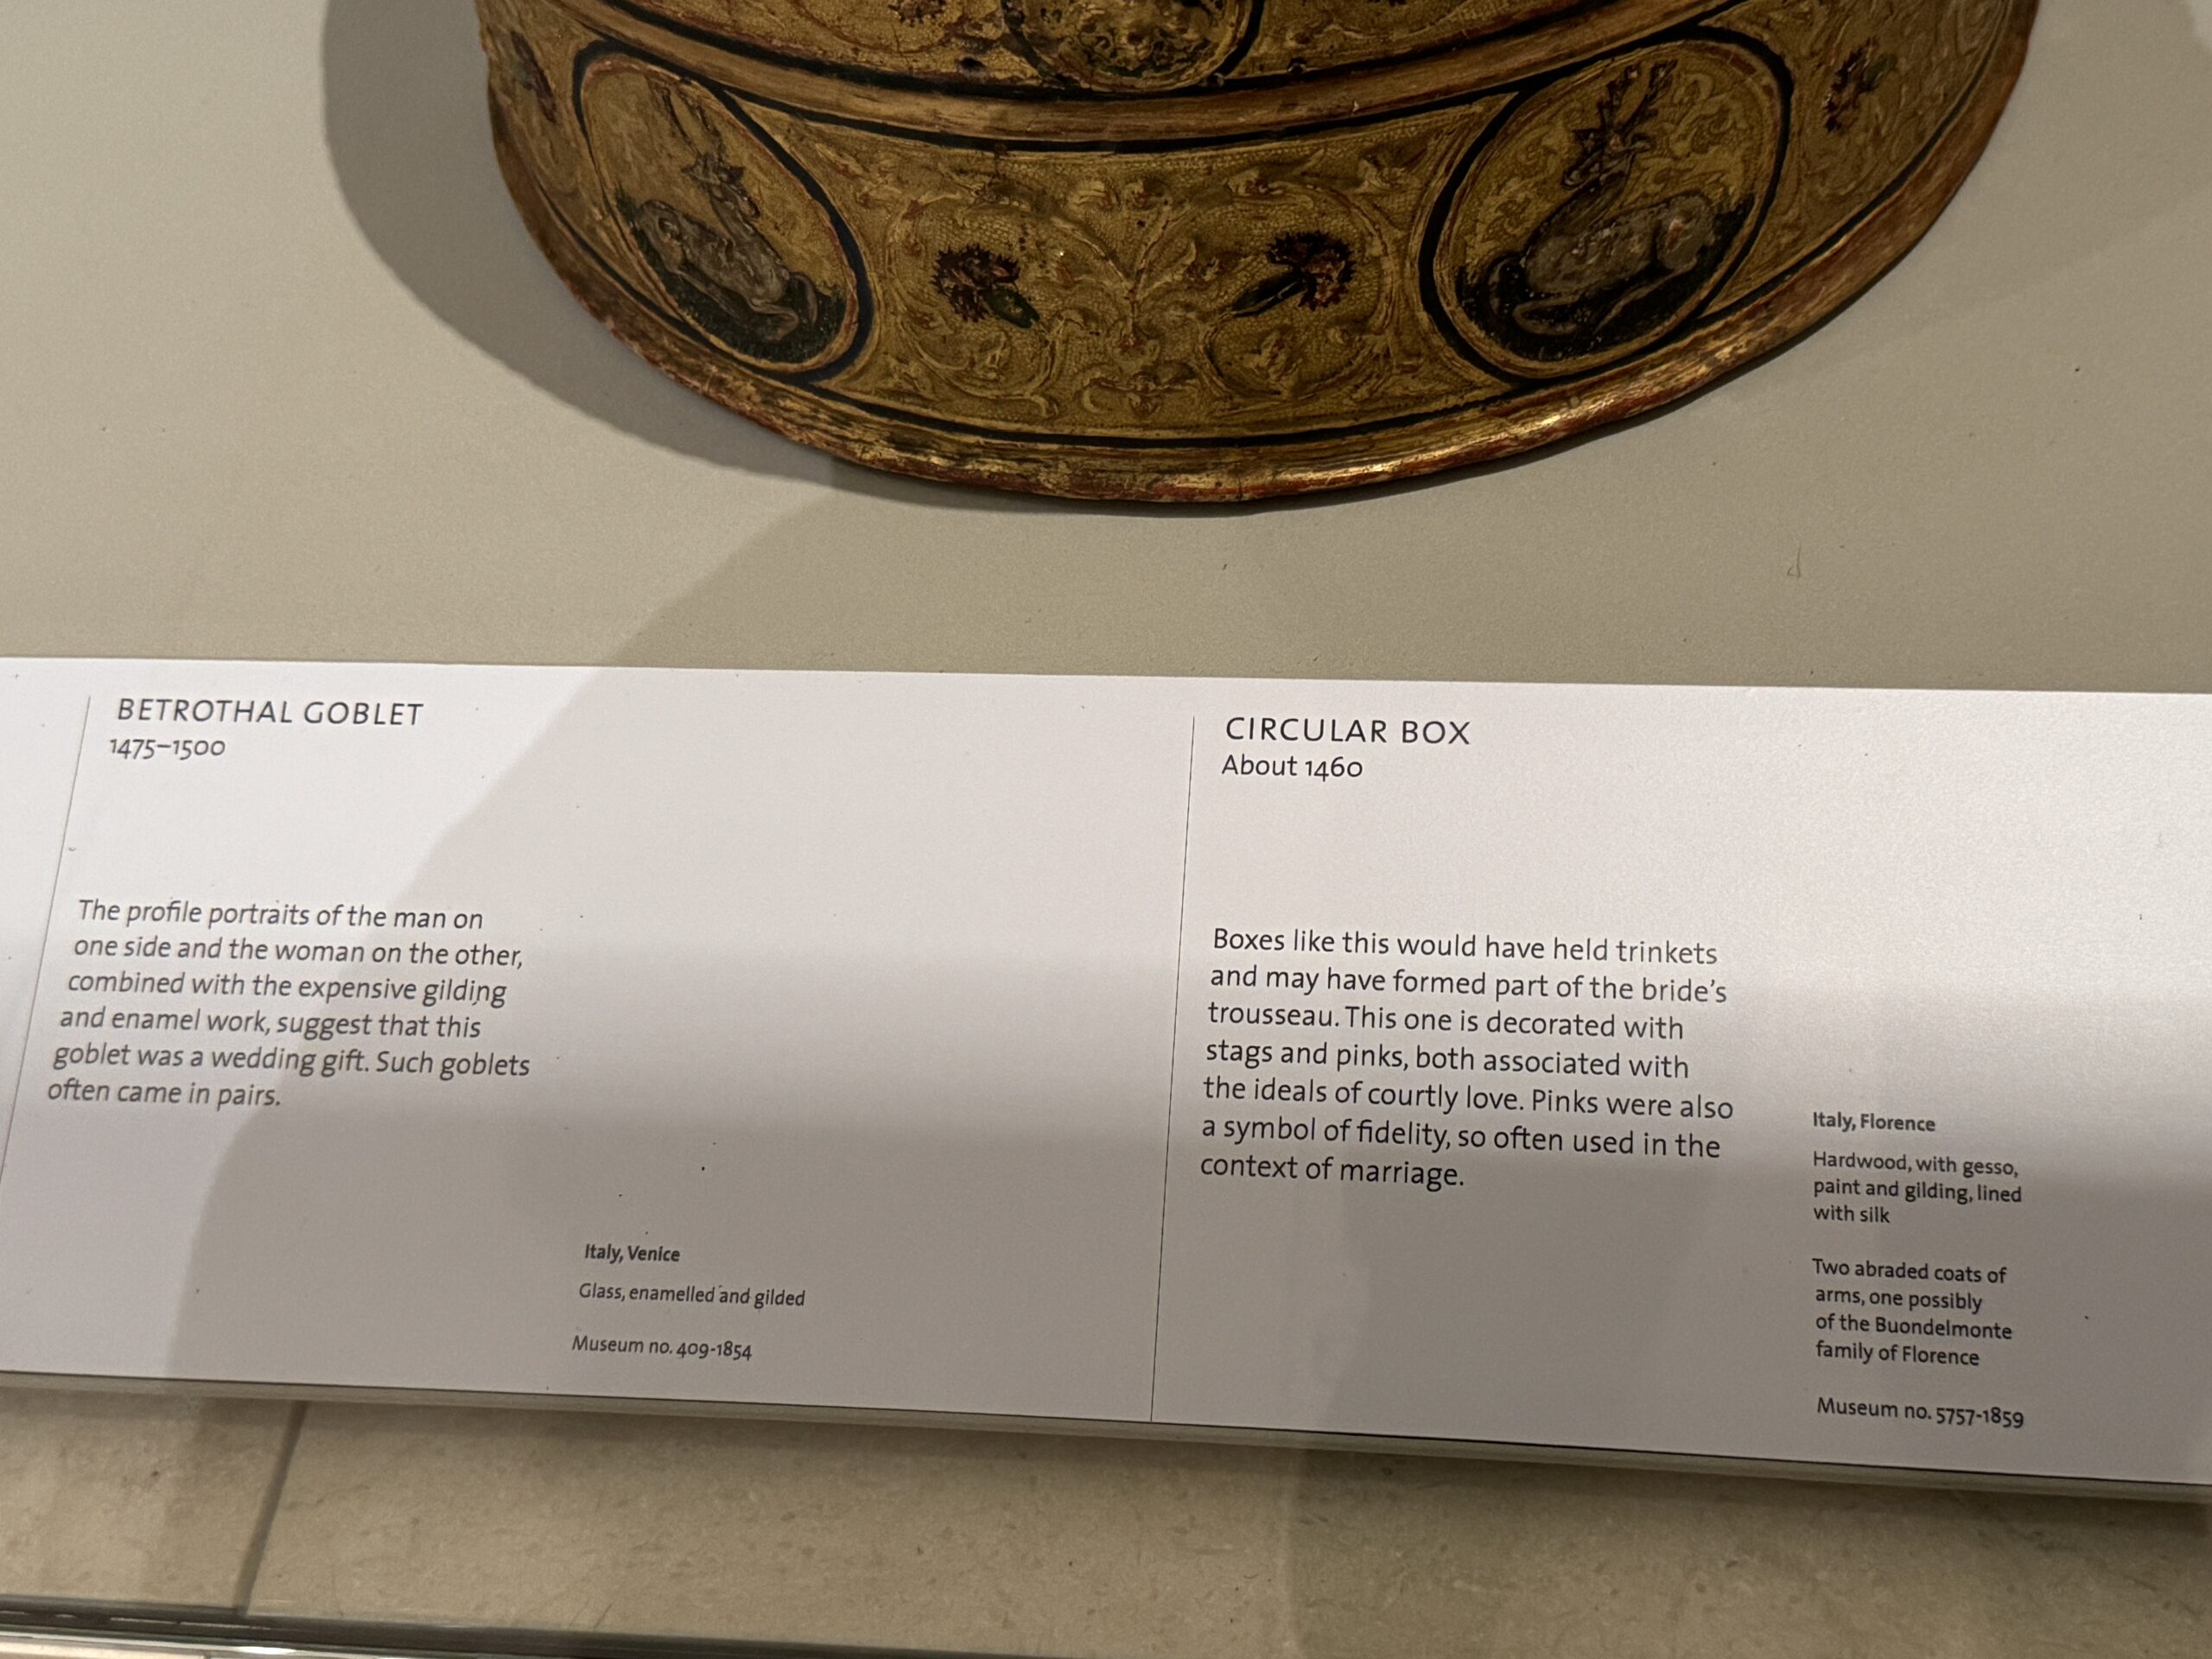 BETROTHAL GOBLET
1475–1500
The profile portraits of the man on
one side and the woman on the other,
combined with the expensive gilding
and enamel work, suggest that this
goblet was a wedding gift. Such goblets
often came in pairs.
Italy, Venice
Glass, enamelled and gilded
Museum no. 409-1854
CIRCULAR BOX
About 1460
Boxes like this would have held trinkets
and may have formed part of the bride’s
trousseau. This one is decorated with
stags and pinks, both associated with
the ideals of courtly love. Pinks were also
a symbol of fidelity, so often used in the
context of marriage.
Italy, Florence
Hardwood, with gesso,
paint and gilding, lined
with silk
Two abraded coats of
arms, one possibly
of the Buondelmonte
family of Florence
Museum no. 5757-1859